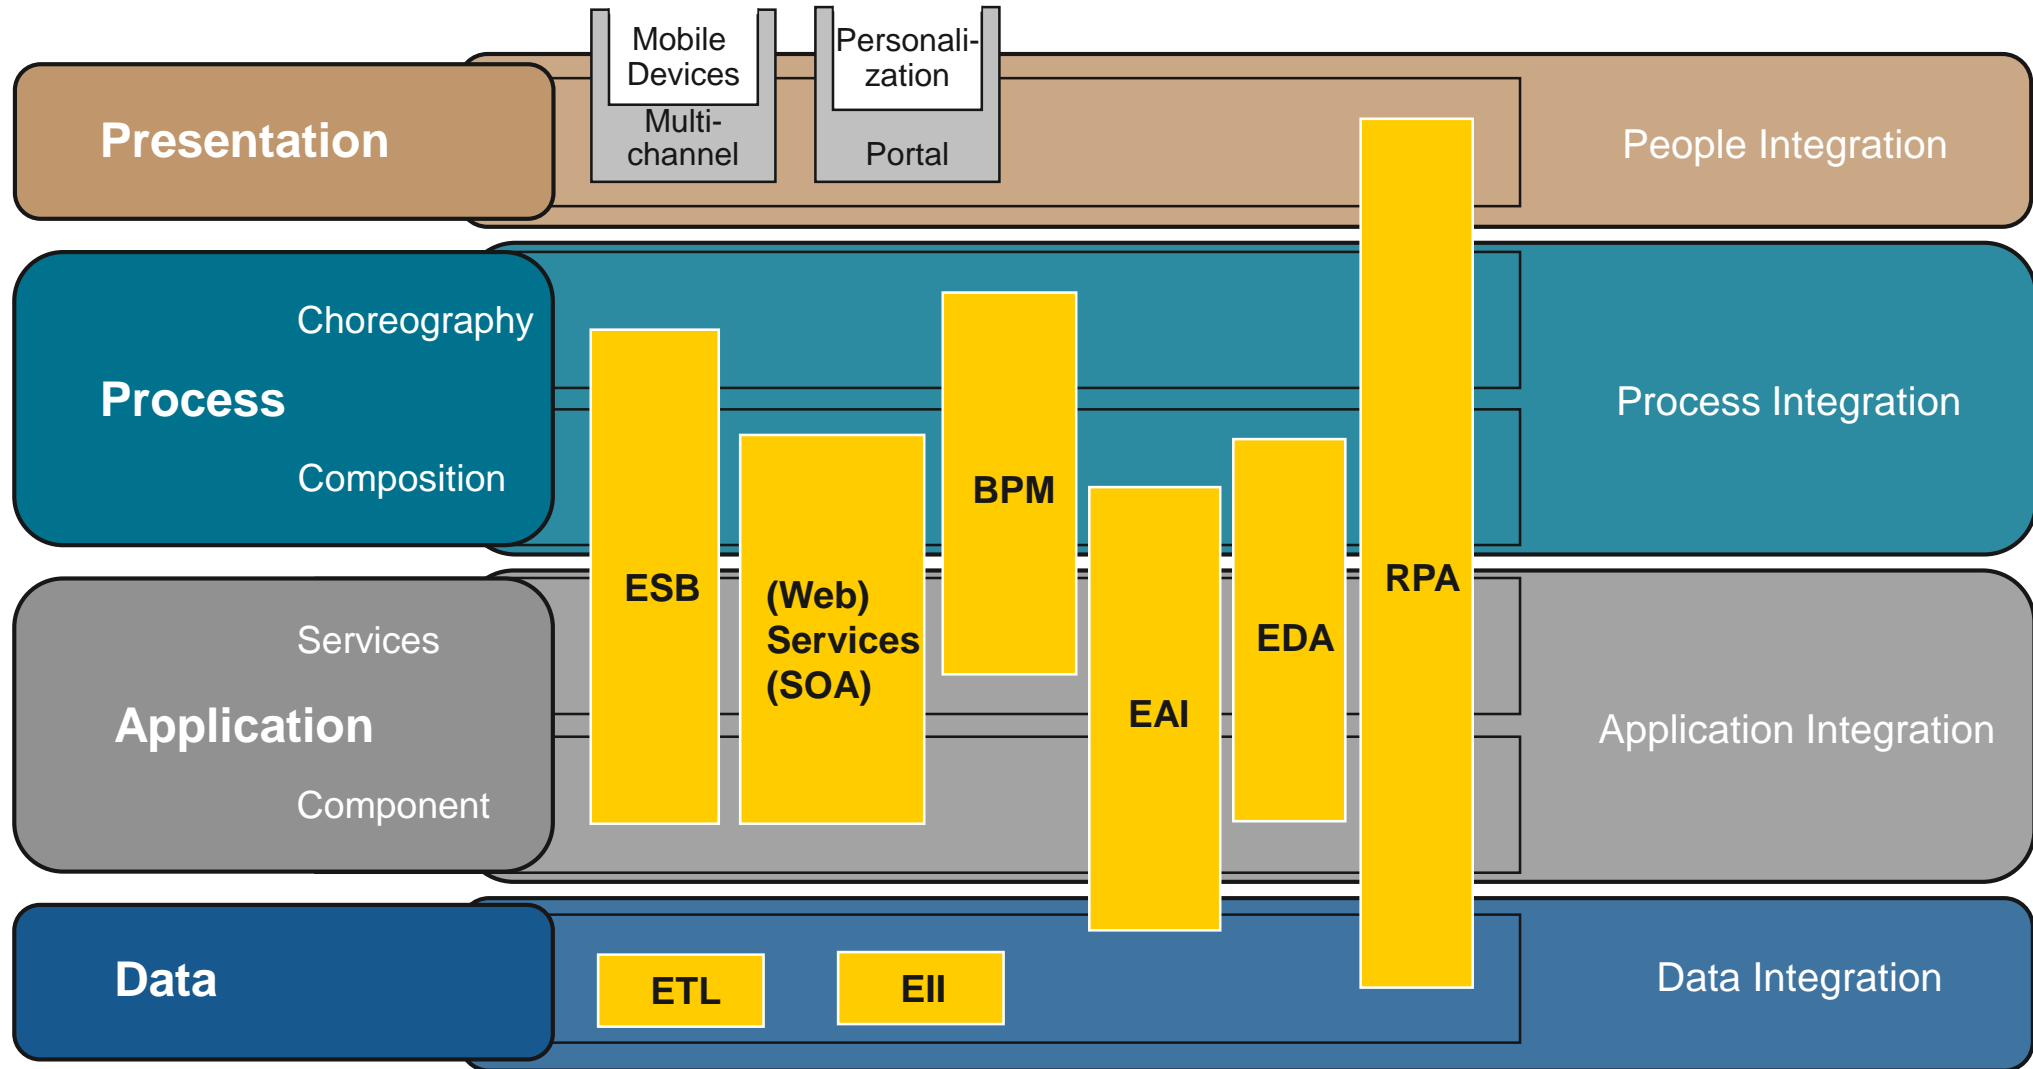 Mobile
Devices
Multi-
channel
Personali-
zation
Portal
Presentation
People Integration
Choreography
Process
Composition
Process Integration
ESB
(Web)
Services
(SOA)
BPM
EAI
EDA
RPA
Services
Application
Component
Application Integration
Data
ETL
EII
Data Integration